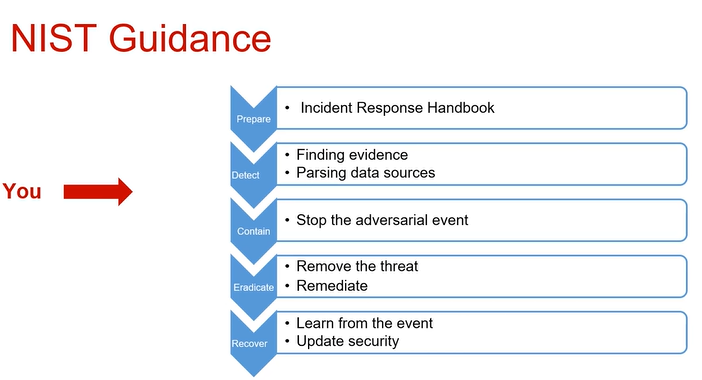 NIST Guidance
Prepare
• Incident Response Handbook
You
Detect
• Finding evidence
• Parsing data sources
Contain
• Stop the adversarial event
Eradicate
• Remove the threat
• Remediate
Recover
• Learn from the event
• Update security